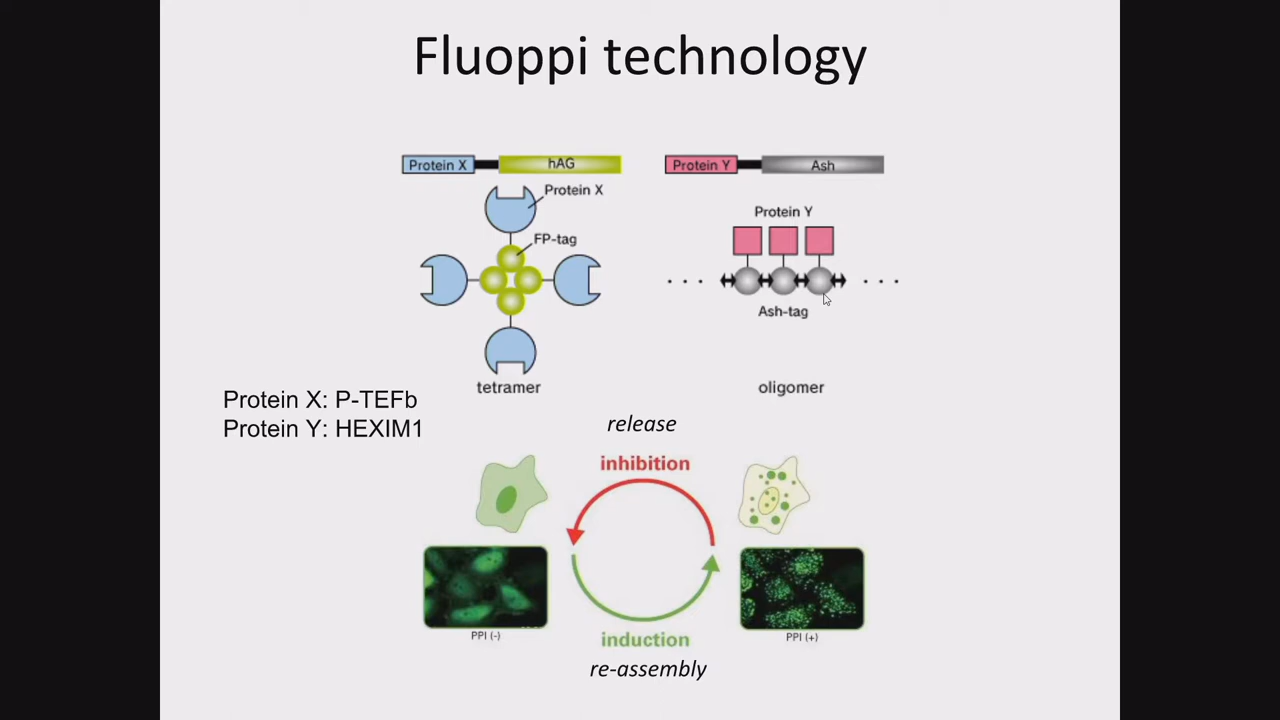 Fluoppi technology
Protein X
hAG
Protein Y
Ash
Protein X
FP-tag
tetramer
Protein Y
Ash-tag
oligomer
Protein X: P-TEFb
Protein Y: HEXIM1
release
inhibition
PPI (-)
PPI (+)
induction
re-assembly